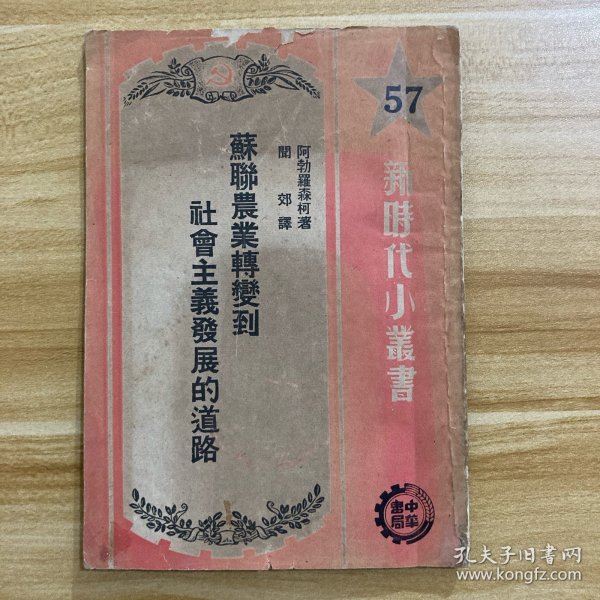 57
新時代小叢書
阿勃羅森柯著
聞郊譯
蘇聯農業轉變到
社會主義發展的道路
中華書局
孔夫子旧书网
www.kongfz.com